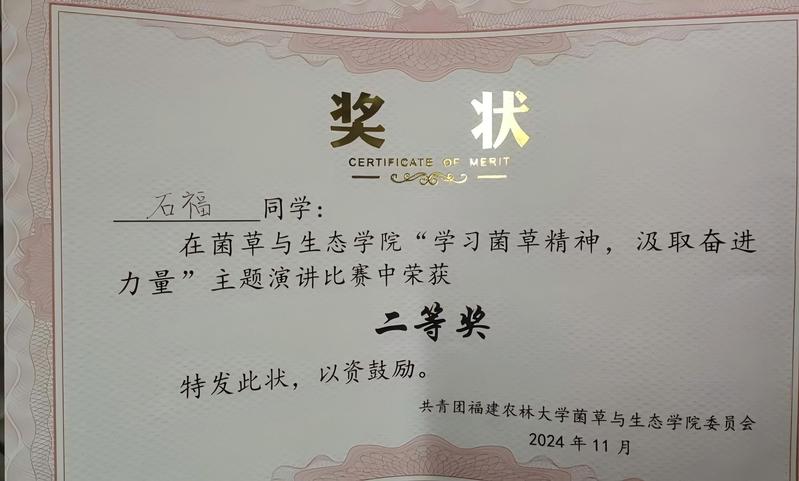 奖 状
CERTIFICATE OF MERIT
石福 同学：
在菌草与生态学院“学习菌草精神，汲取奋进
力量”主题演讲比赛中荣获
二等奖
特发此状，以资鼓励。
共青团福建农林大学菌草与生态学院委员会
2024 年 11 月